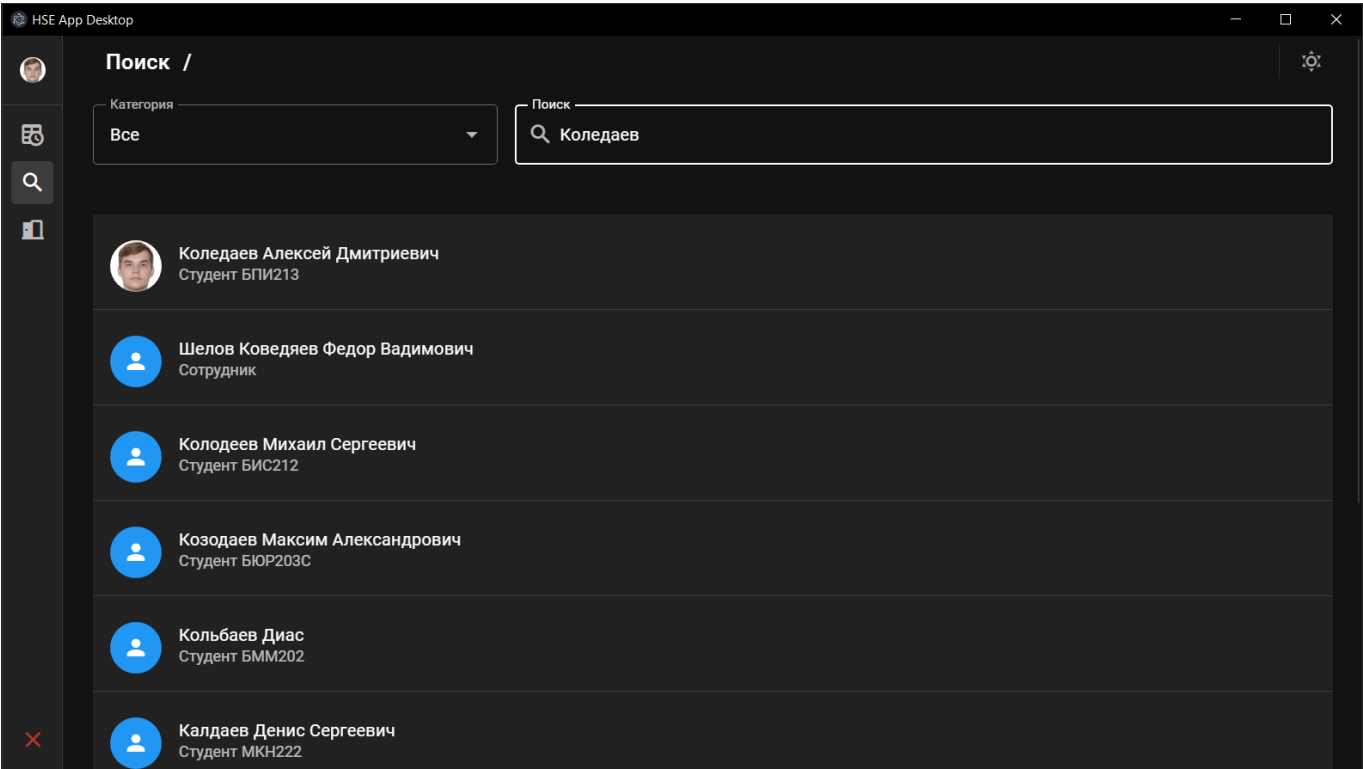 HSE App Desktop
Поиск /
Категория
Все
Поиск
Коледаев
Коледаев Алексей Дмитриевич
Студент БПИ213
Шелов Коведяев Федор Вадимович
Сотрудник
Колодеев Михаил Сергеевич
Студент БИС212
Козодаев Максим Александрович
Студент БЮР203С
Кольбаев Диас
Студент БММ202
Калдаев Денис Сергеевич
Студент МКН222